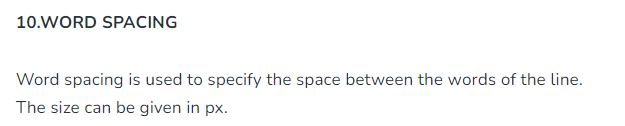 10.WORD SPACING
Word spacing is used to specify the space between the words of the line.
The size can be given in px.